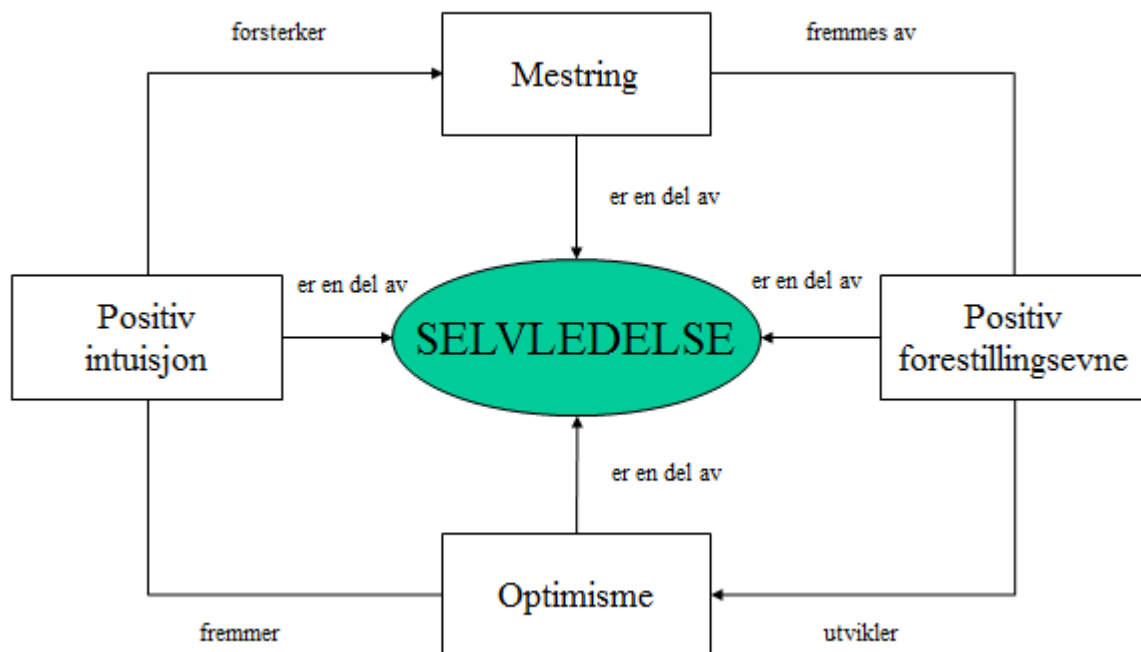 forsterker
fremmes av
Mestring
er en del av
er en del av
er en del av
Positiv
intuisjon
SELVLEDELSE
Positiv
forestillingsevne
er en del av
Optimisme
fremmer
utvikler